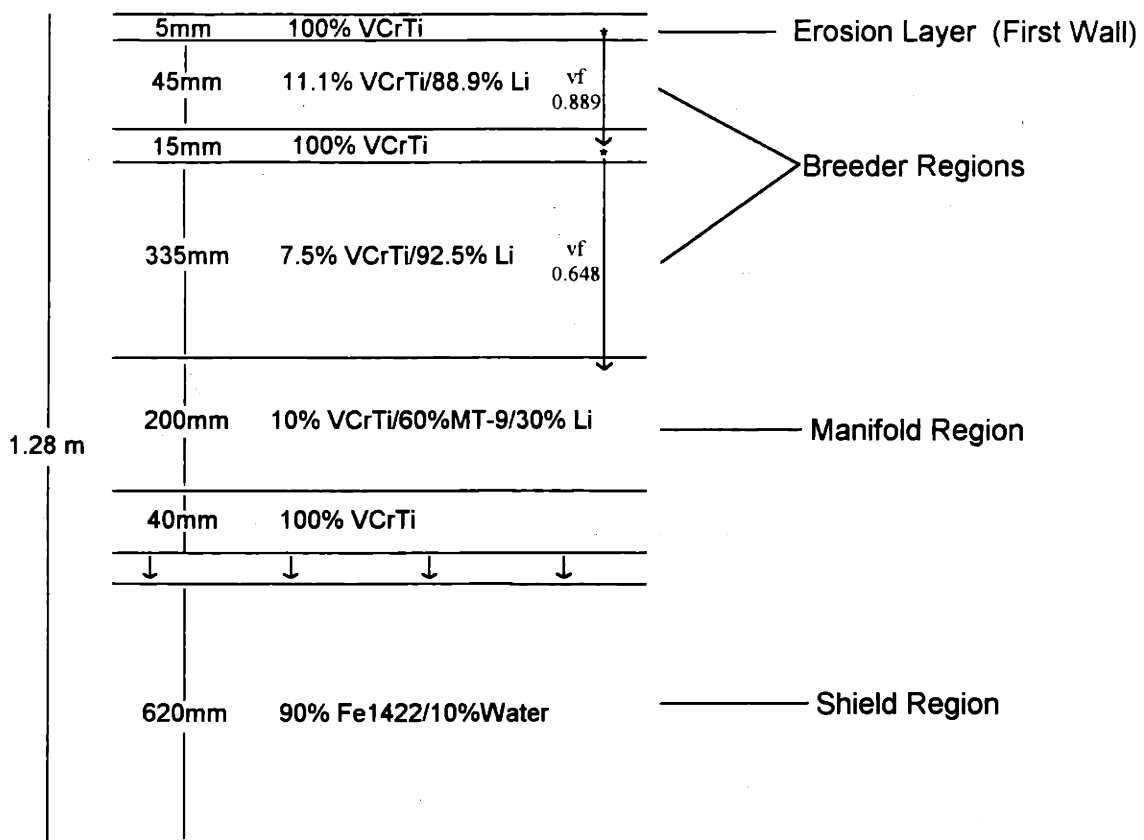 5mm 100% VCrTi
Erosion Layer (First Wall)
45mm 11.1% VCrTi/88.9% Li
vf
0.889
15mm 100% VCrTi
Breeder Regions
335mm 7.5% VCrTi/92.5% Li
vf
0.648
200mm 10% VCrTi/60%MT-9/30% Li
Manifold Region
1.28 m
40mm 100% VCrTi
620mm 90% Fe1422/10%Water
Shield Region